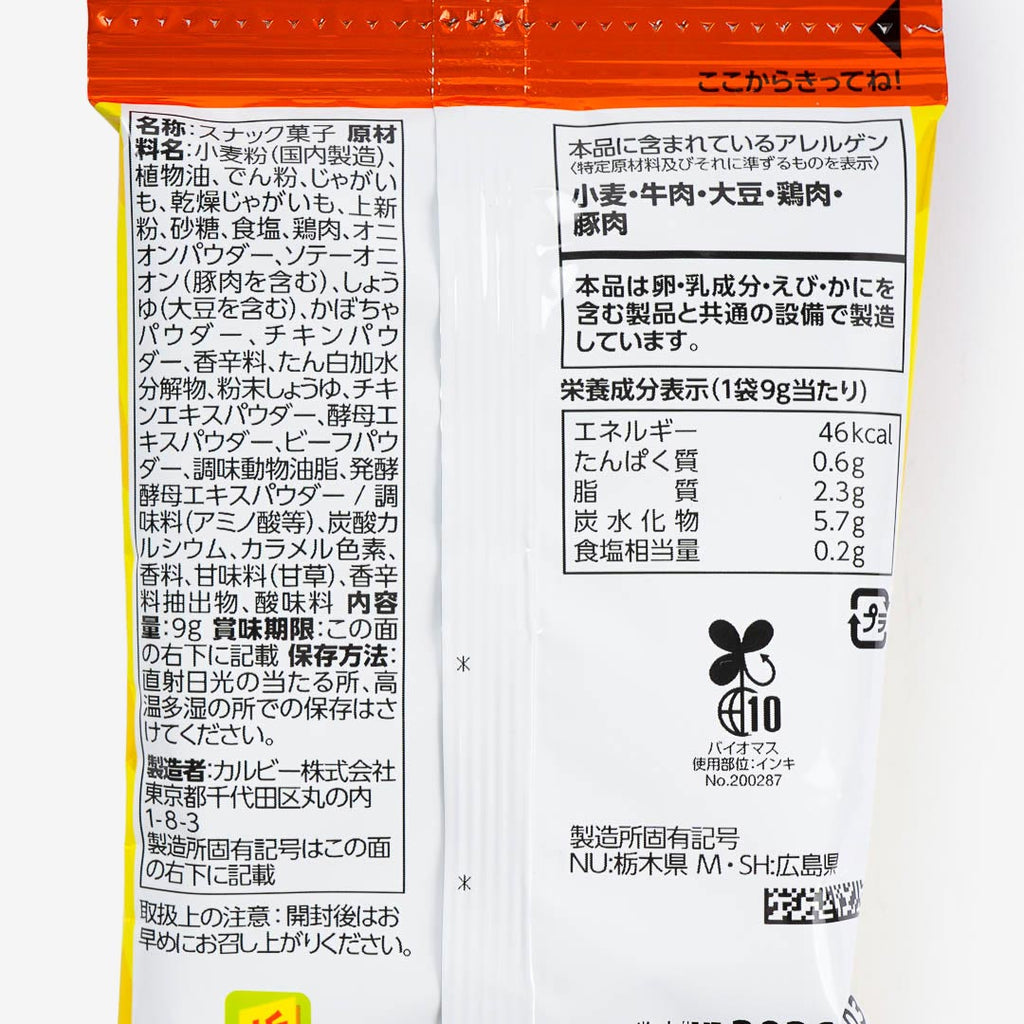 ここからきってね!
名称:スナック菓子 原材
料名:小麦粉(国内製造)、
植物油、でん粉、じゃがい
も、乾燥じゃがいも、上新
粉、砂糖、食塩、鶏肉、オニ
オンパウダー、ソテーオニ
オン(豚肉を含む)、しょう
ゆ(大豆を含む)、かぼちゃ
パウダー、チキンパウ
ダー、香辛料、たん白加水
分解物、粉末しょうゆ、チキ
ンエキスパウダー、酵母エ
キスパウダー、ビーフパウ
ダー、調味動物油脂、発酵
酵母エキスパウダー / 調
味料(アミノ酸等)、炭酸カ
ルシウム、カラメル色素、
香料、甘味料(甘草)、香辛
料抽出物、酸味料 内容
量:9g 賞味期限:この面
の右下に記載 保存方法:
直射日光の当たる所、高
温多湿の所での保存はさ
けてください。
製造者:カルビー株式会社
東京都千代田区丸の内
1-8-3
製造所固有記号はこの面
の右下に記載
取扱上の注意:開封後はお
早めにお召し上がりください。
本品に含まれているアレルゲン
〈特定原材料及びそれに準ずるものを表示〉
小麦・牛肉・大豆・鶏肉・
豚肉
本品は卵・乳成分・えび・かにを
含む製品と共通の設備で製造
しています。
栄養成分表示(1袋9g当たり)
エネルギー 46kcal
たんぱく質 0.6g
脂質 2.3g
炭水化物 5.7g
食塩相当量 0.2g
プラ
10
バイオマス
使用部位:インキ
No.200287
製造所固有記号
NU:栃木県 M・SH:広島県